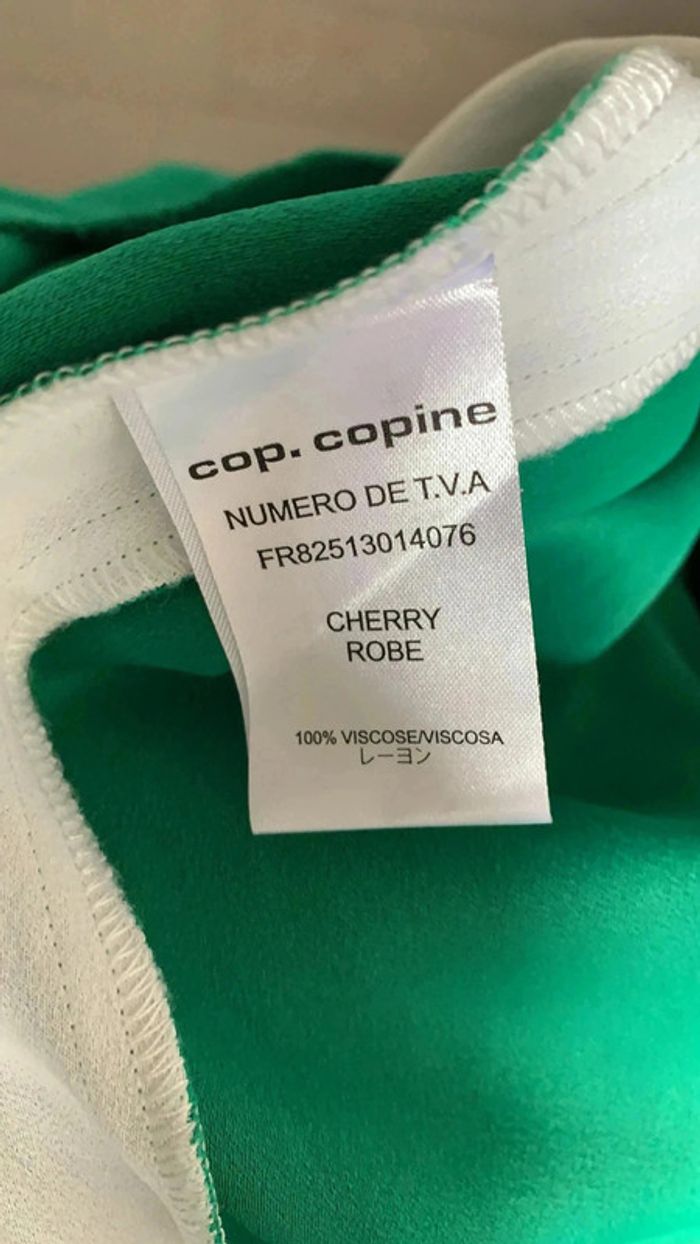 cop. copine
NUMERO DE T.V.A
FR82513014076
CHERRY
ROBE
100% VISCOSE/VISCOSA
レーヨン